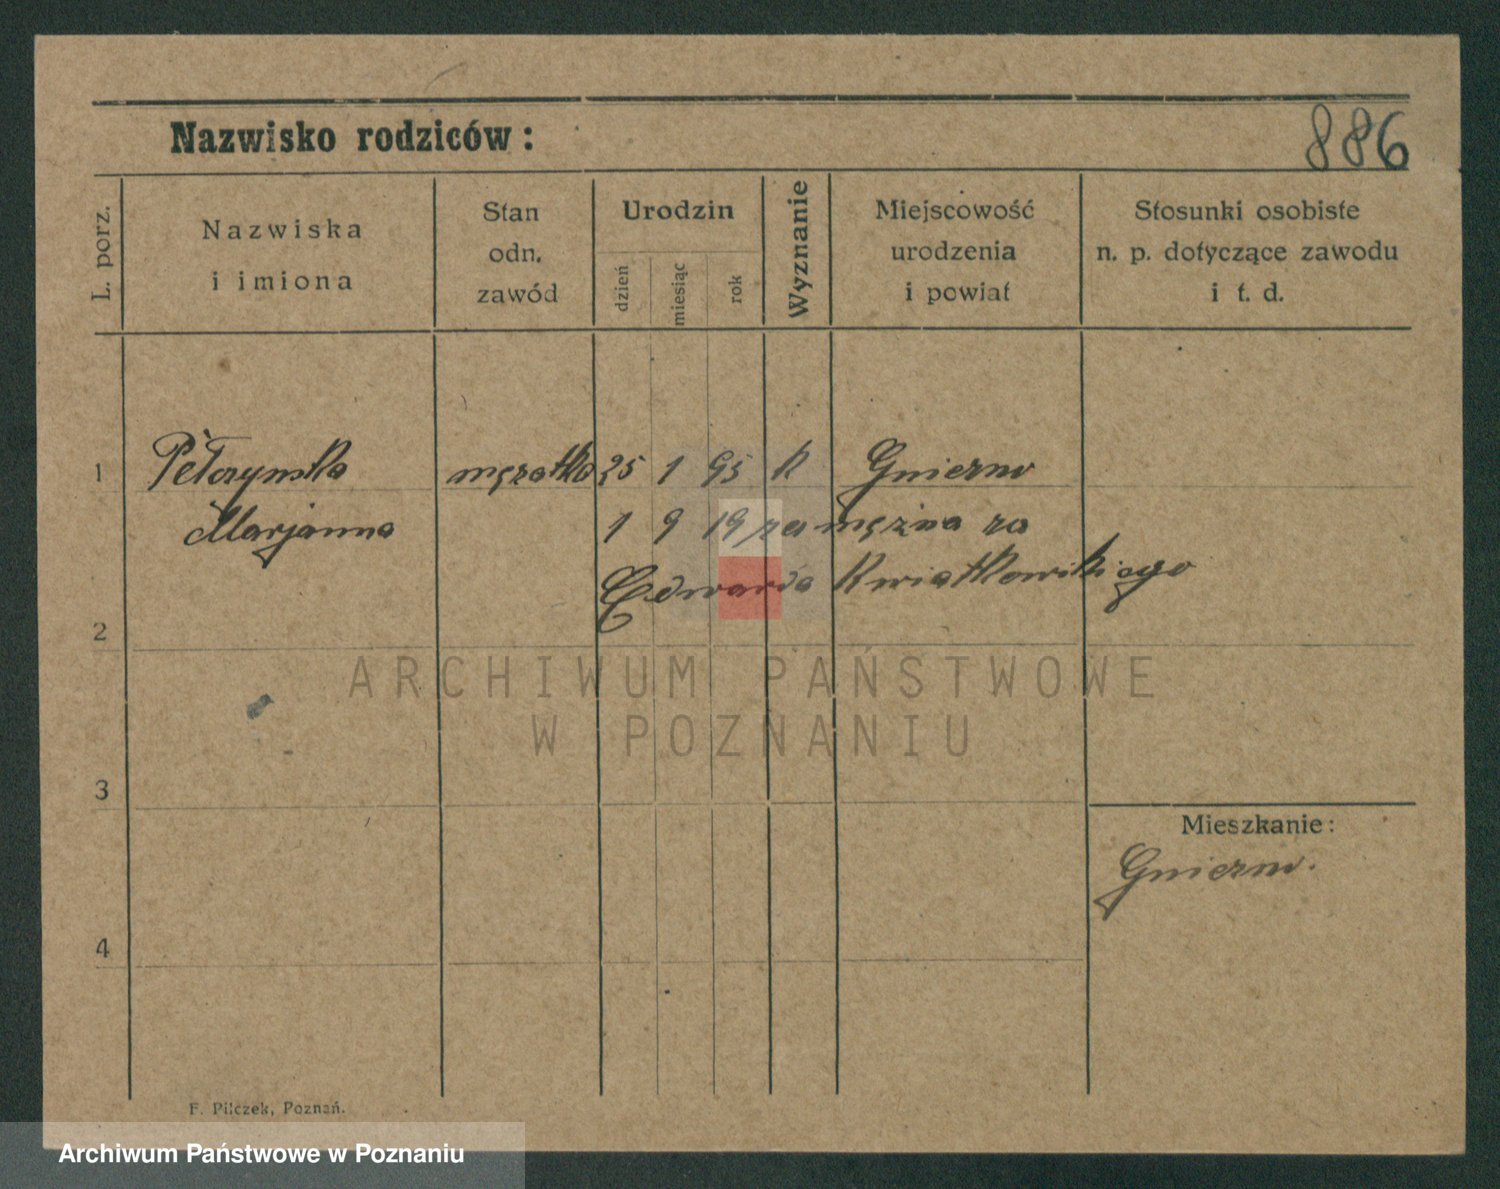 886
Nazwisko rodziców:
L. porz.
Nazwiska
i imiona
Stan
odn.
zawód
Urodzin
dzień
miesiąc
rok
Wyznanie
Miejscowość
urodzenia
i powiat
Stosunki osobiste
n. p. dotyczące zawodu
i t. d.
1 mężatka 25 1 95 k Gniezno
Marjanna 1 9 19 zamężna za
Edwarda Kwiatkowskiego
2
ARCHIWUM PAŃSTWOWE
W POZNANIU
3
Mieszkanie:
Gniezno.
4
F. Pilczek, Poznań.
Archiwum Państwowe w Poznaniu